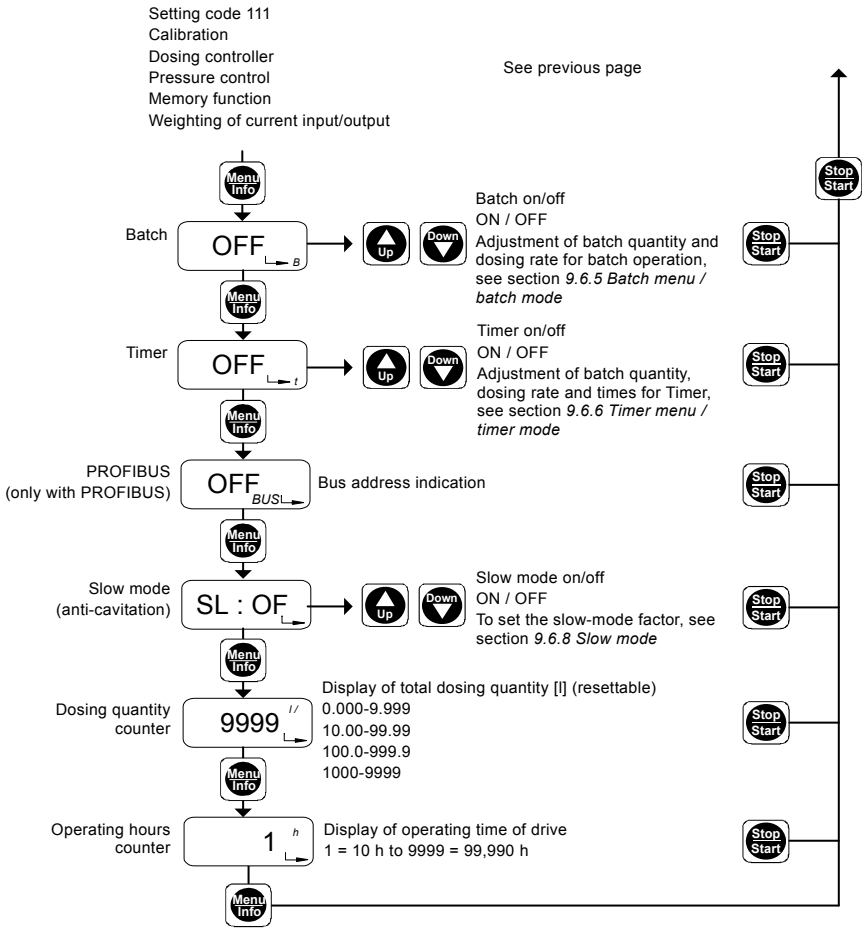 Setting code 111
Calibration
Dosing controller
Pressure control
Memory function
Weighting of current input/output
See previous page
Stop
Start
Menu
Info
Batch
OFF
B
Up
Down
Batch on/off
ON / OFF
Adjustment of batch quantity and
dosing rate for batch operation,
see section 9.6.5 Batch menu /
batch mode
Stop
Start
Menu
Info
Timer
OFF
t
Up
Down
Timer on/off
ON / OFF
Adjustment of batch quantity,
dosing rate and times for Timer,
see section 9.6.6 Timer menu /
timer mode
Stop
Start
Menu
Info
PROFIBUS
(only with PROFIBUS)
OFF
BUS
Bus address indication
Stop
Start
Menu
Info
Slow mode
(anti-cavitation)
SL : OF
Up
Down
Slow mode on/off
ON / OFF
To set the slow-mode factor, see
section 9.6.8 Slow mode
Stop
Start
Menu
Info
Dosing quantity
counter
9999
l /
Display of total dosing quantity [l] (resettable)
0.000-9.999
10.00-99.99
100.0-999.9
1000-9999
Stop
Start
Menu
Info
Operating hours
counter
1
h
Display of operating time of drive
1 = 10 h to 9999 = 99,990 h
Stop
Start
Menu
Info